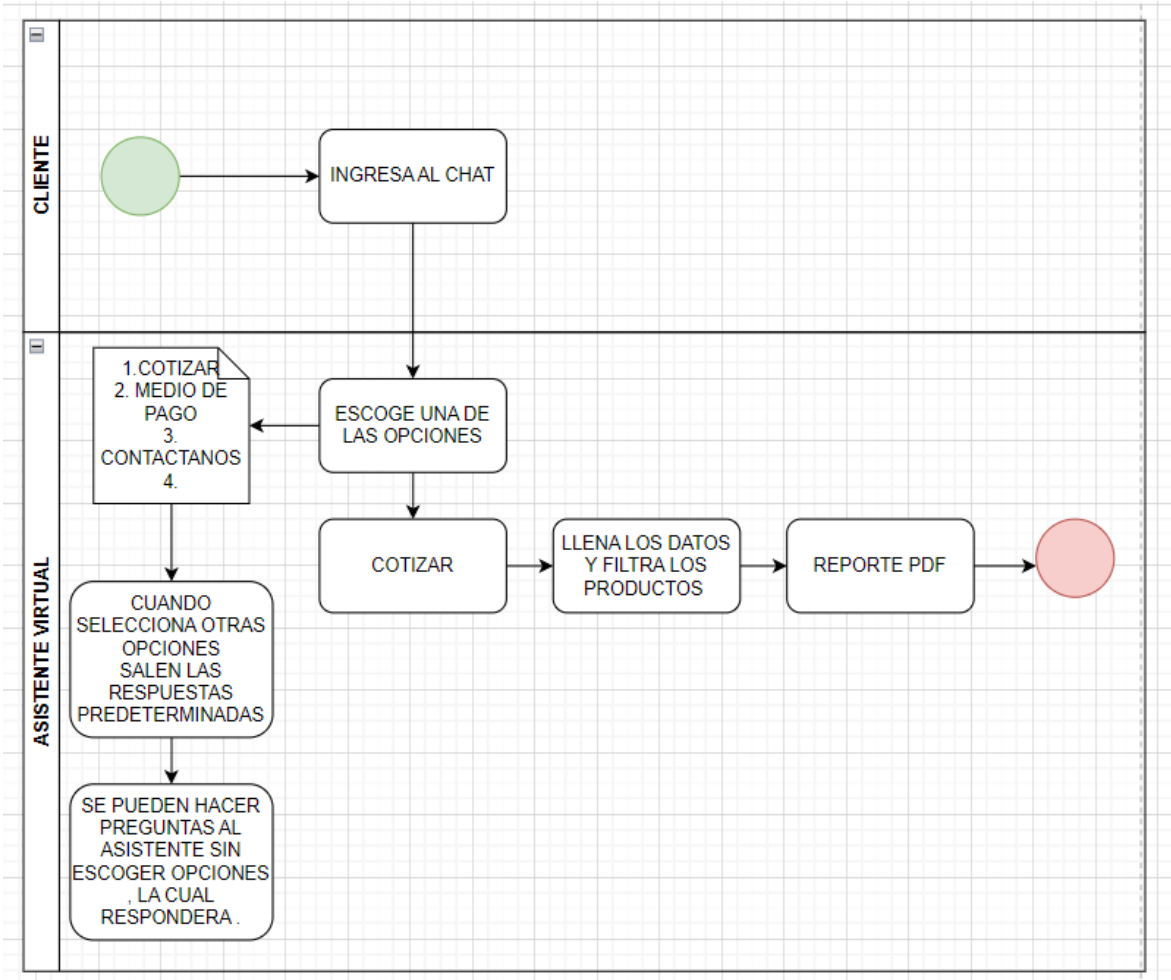 CLIENTE
INGRESA AL CHAT
ASISTENTE VIRTUAL
1.COTIZAR
2. MEDIO DE
PAGO
3.
CONTACTANOS
4.
ESCOGE UNA DE
LAS OPCIONES
COTIZAR
LLENA LOS DATOS
Y FILTRA LOS
PRODUCTOS
REPORTE PDF
CUANDO
SELECCIONA OTRAS
OPCIONES
SALEN LAS
RESPUESTAS
PREDETERMINADAS
SE PUEDEN HACER
PREGUNTAS AL
ASISTENTE SIN
ESCOGER OPCIONES
, LA CUAL
RESPONDERA .